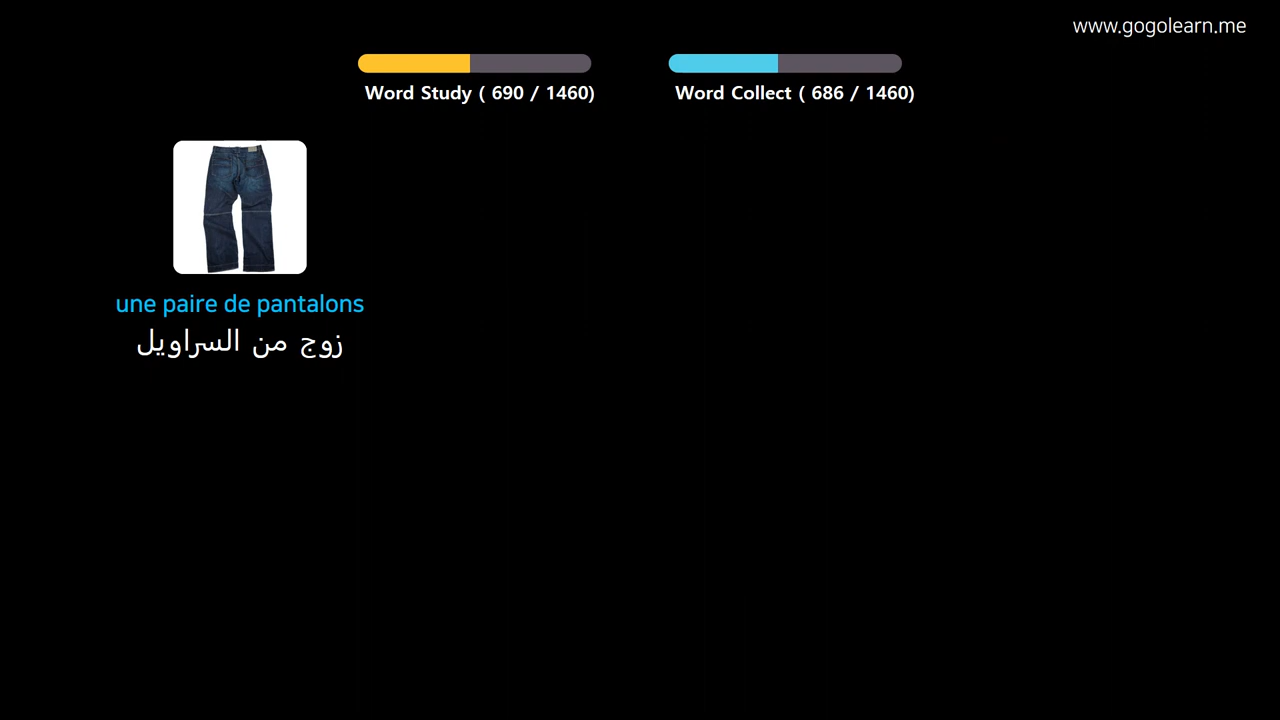 www.gogolearn.me
Word Study ( 690 / 1460)
Word Collect ( 686 / 1460)
une paire de pantalons
زوج من السراويل